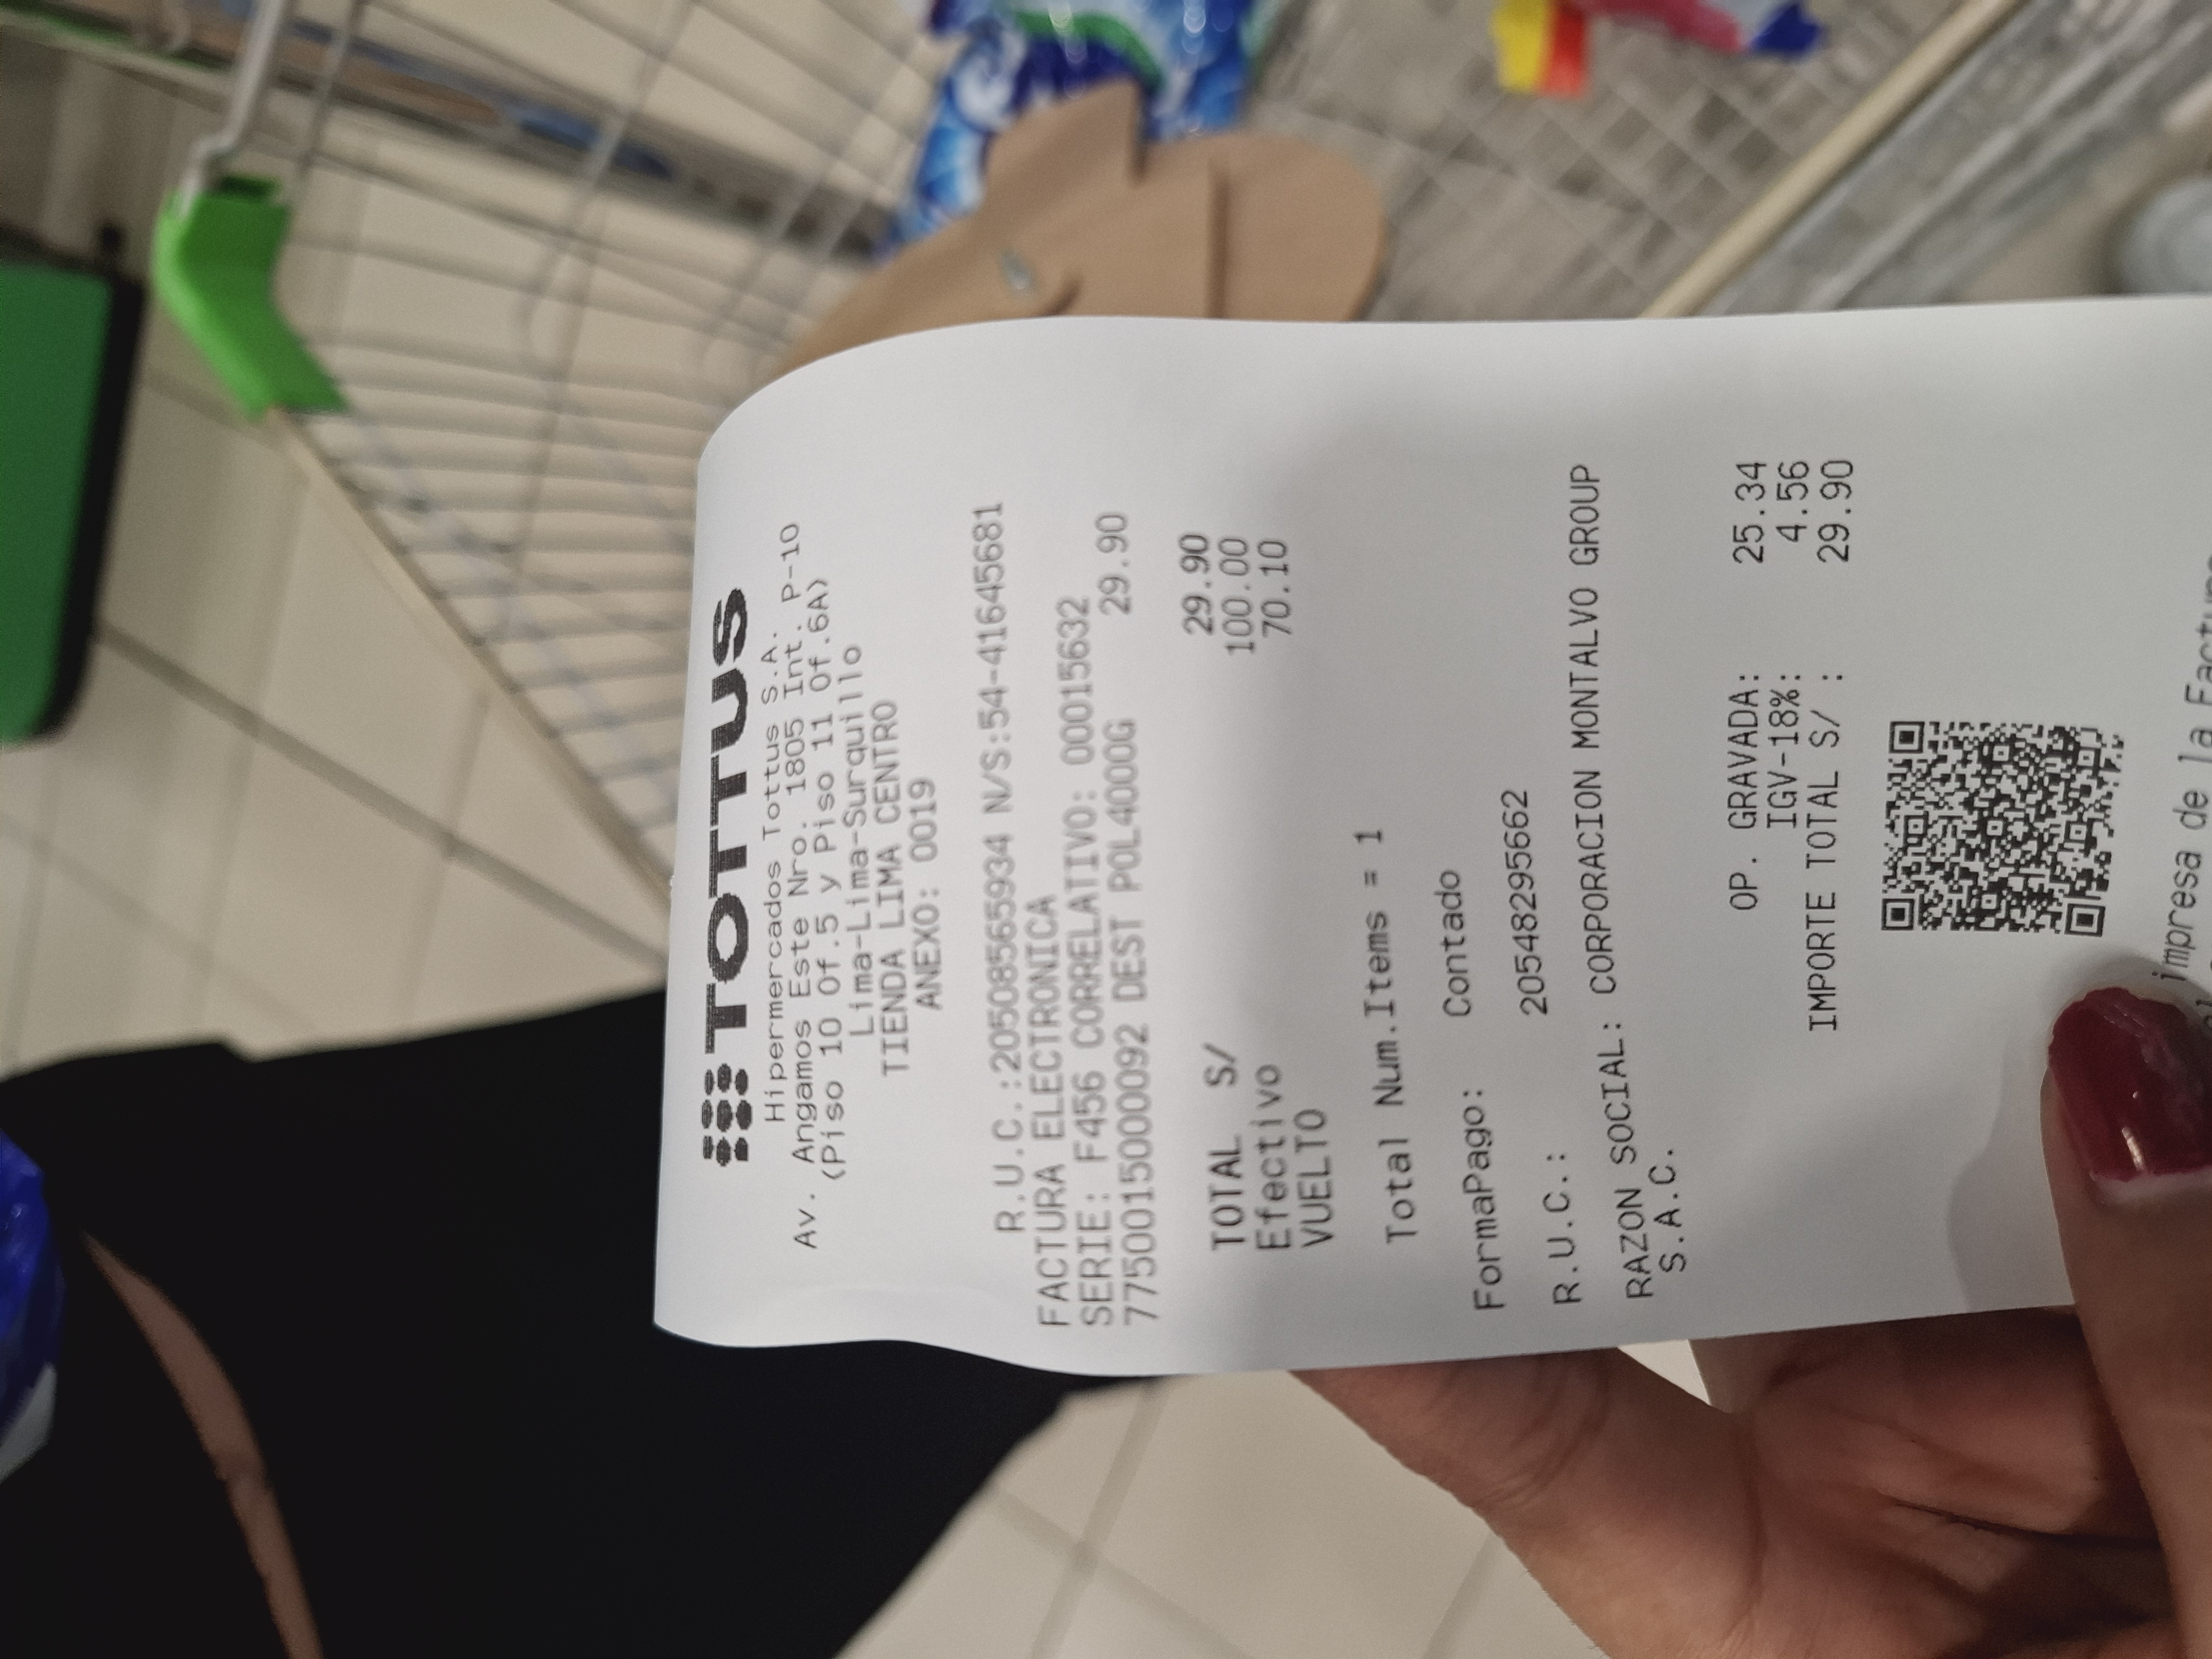 TOTTUS
Hipermercados Tottus S.A.
Av. Angamos Este Nro. 1805 Int. P-10
(Piso 10 Of.5 y Piso 11 Of.6A)
Lima-Lima-Surquillo
TIENDA LIMA CENTRO
ANEXO: 0019
R.U.C.:20508565934 N/S:54-41645681
FACTURA ELECTRONICA
SERIE: F456 CORRELATIVO: 00015632
7750015000092 DEST POL4000G 29.90
TOTAL S/ 29.90
Efectivo 100.00
VUELTO 70.10
Total Num.Items = 1
FormaPago: Contado
R.U.C.: 20548295662
RAZON SOCIAL: CORPORACION MONTALVO GROUP
S.A.C.
OP. GRAVADA: 25.34
IGV-18%: 4.56
IMPORTE TOTAL S/ : 29.90
impresa de la Factura